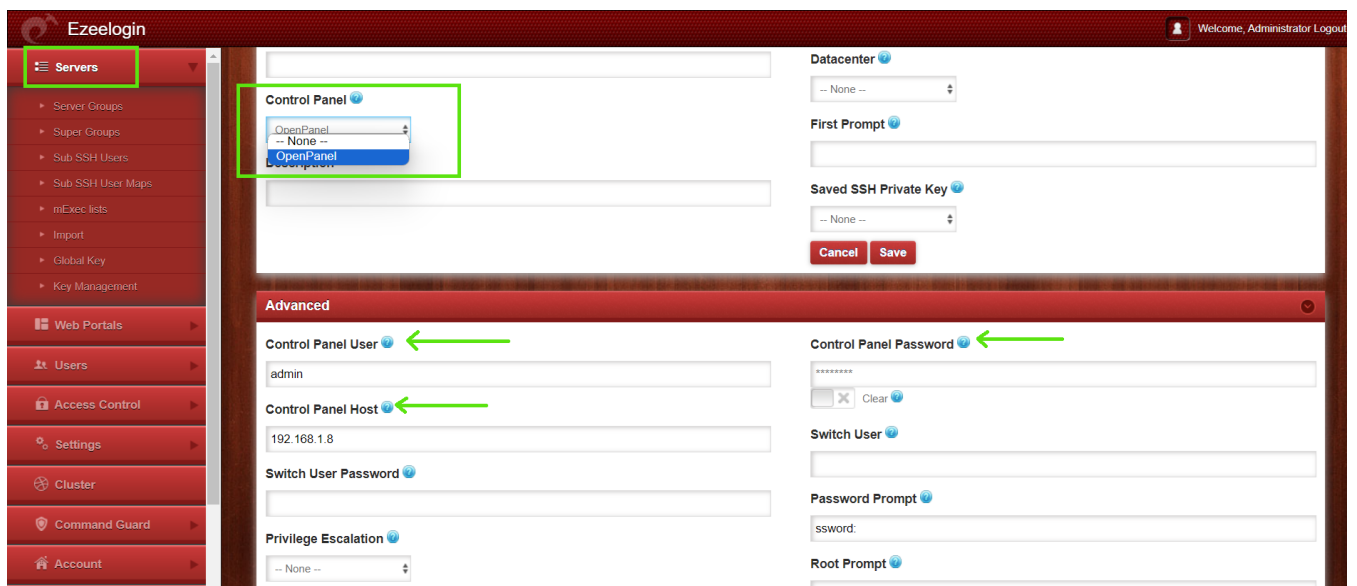 Ezeelogin
Welcome, Administrator Logout
Servers
Server Groups
Super Groups
Sub SSH Users
Sub SSH User Maps
mExec lists
Import
Global Key
Key Management
Web Portals
Users
Access Control
Settings
Cluster
Command Guard
Account
Control Panel
OpenPanel
-- None --
OpenPanel
Description
Datacenter
-- None --
First Prompt
Saved SSH Private Key
-- None --
Cancel Save
Advanced
Control Panel User
admin
Control Panel Host
192.168.1.8
Switch User Password
Privilege Escalation
-- None --
Control Panel Password
********
Clear
Switch User
Password Prompt
ssword:
Root Prompt